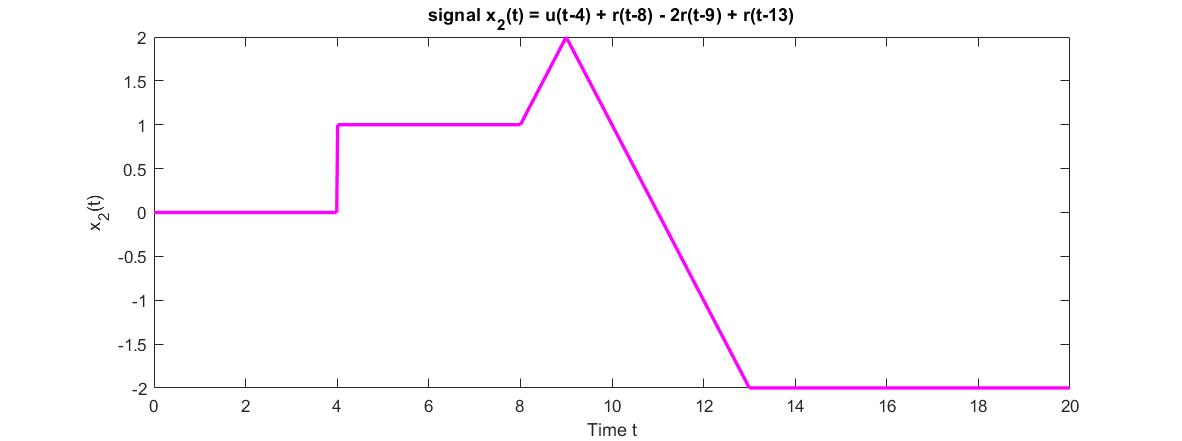 signal x₂(t) = u(t-4) + r(t-8) - 2r(t-9) + r(t-13)
2
1.5
1
0.5
0
-0.5
-1
-1.5
-2
x₂(t)
0 2 4 6 8 10 12 14 16 18 20
Time t